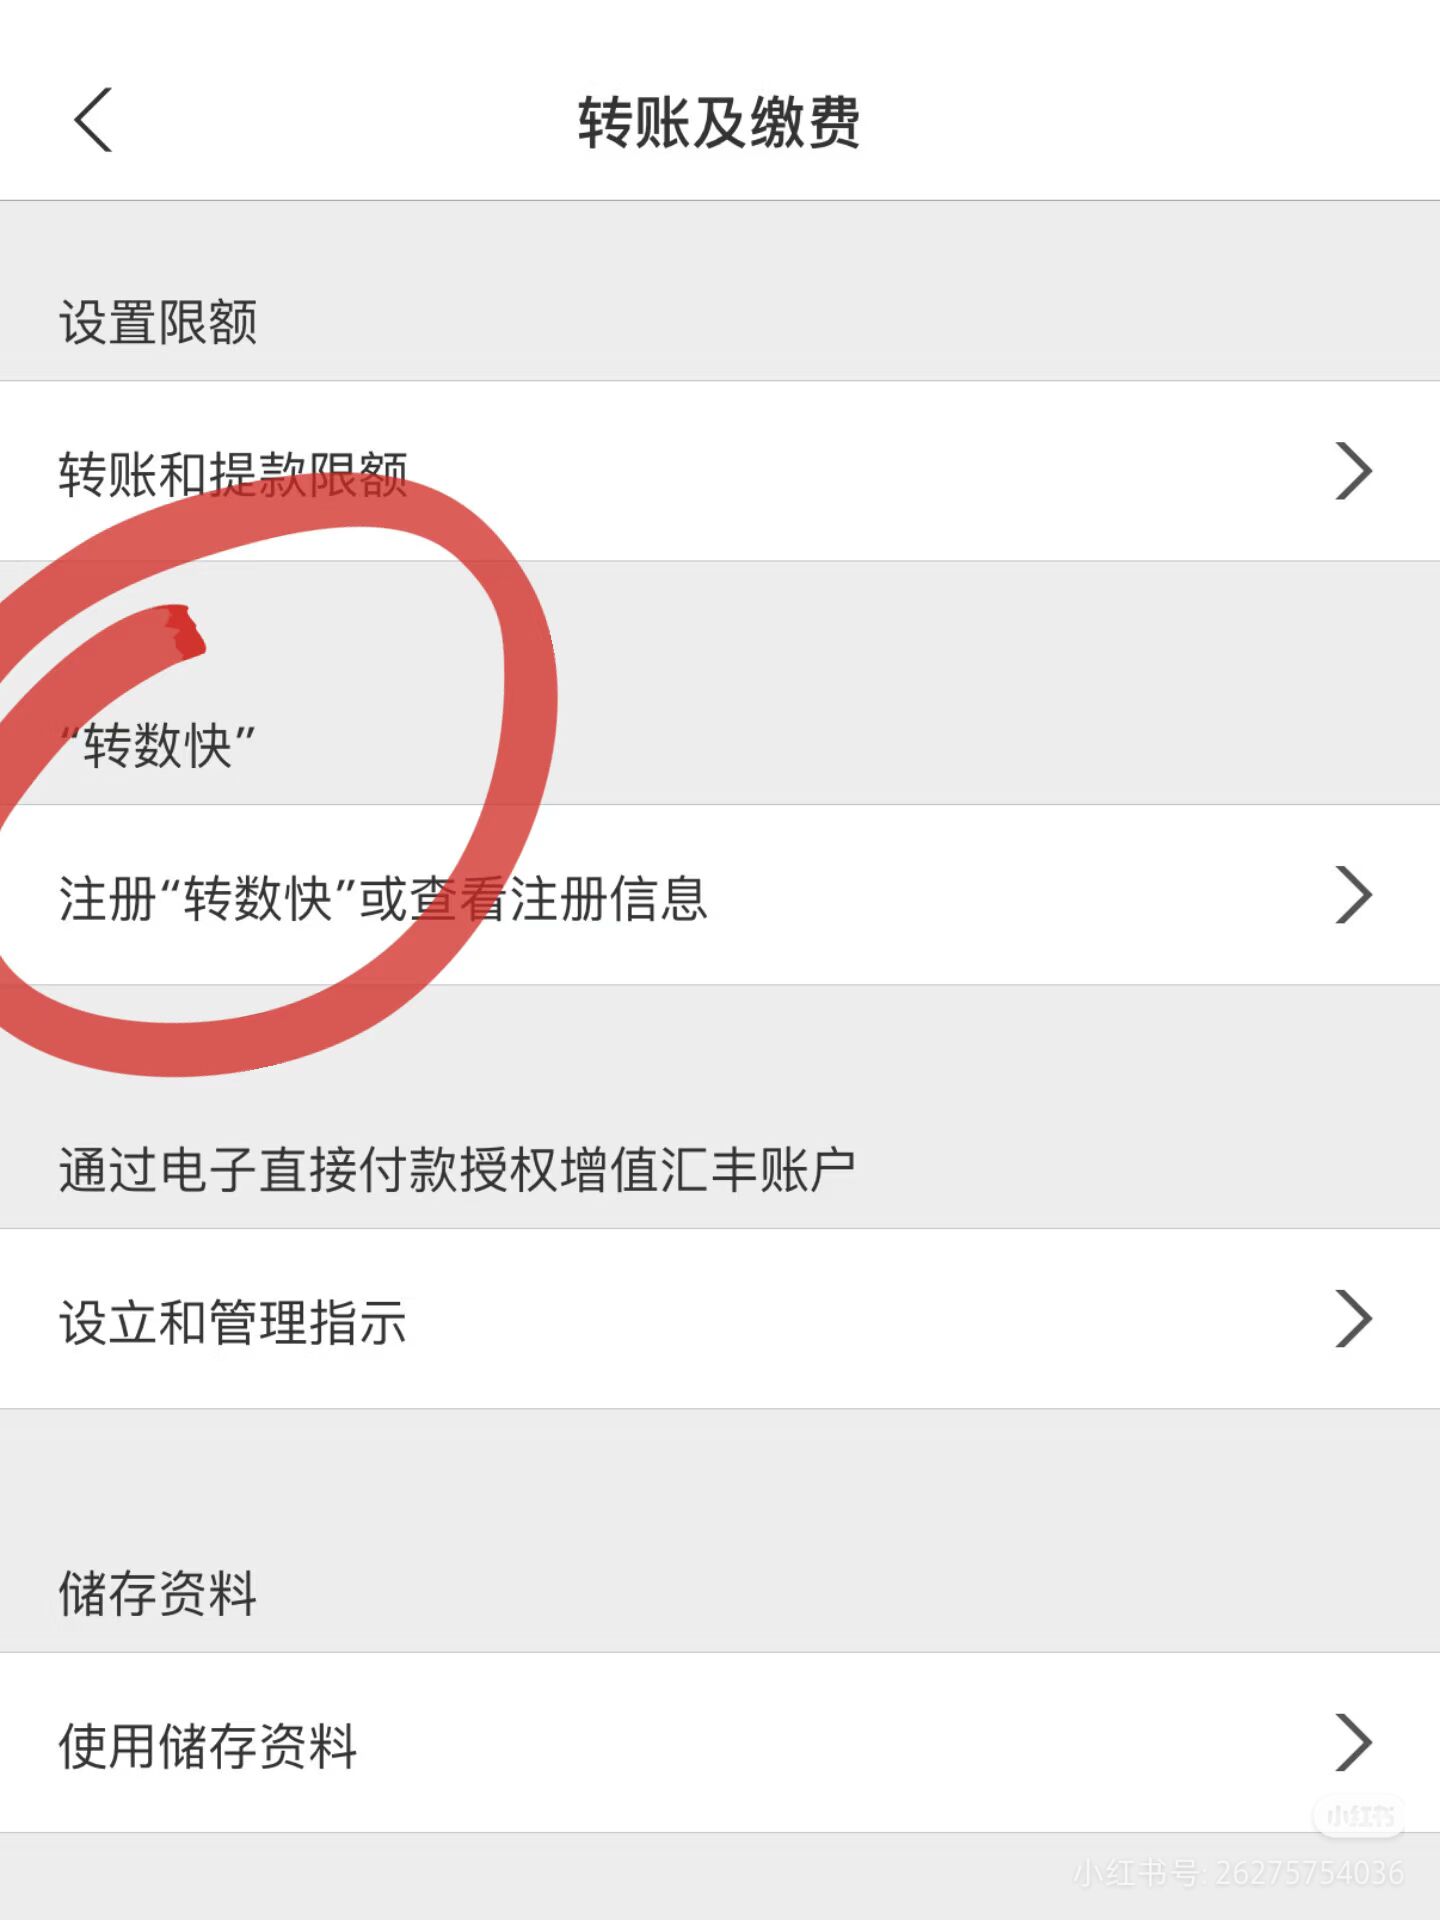 转账及缴费
设置限额
转账和提款限额
“转数快”
注册“转数快”或查看注册信息
通过电子直接付款授权增值汇丰账户
设立和管理指示
储存资料
使用储存资料
小红书
小红书号: 26275754036